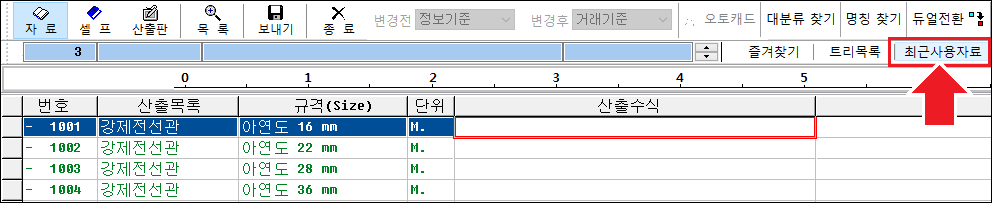 자 료 셀 프 산출판 목 록 보내기 종 료 변경전 정보기준 변경후 거래기준 오토캐드 대분류 찾기 명칭 찾기 듀얼전환
3 즐겨찾기 트리목록 최근사용자료
0 1 2 3 4 5
번호 산출목록 규격(Size) 단위 산출수식
- 1001 강제전선관 아연도 16 mm M.
- 1002 강제전선관 아연도 22 mm M.
- 1003 강제전선관 아연도 28 mm M.
- 1004 강제전선관 아연도 36 mm M.